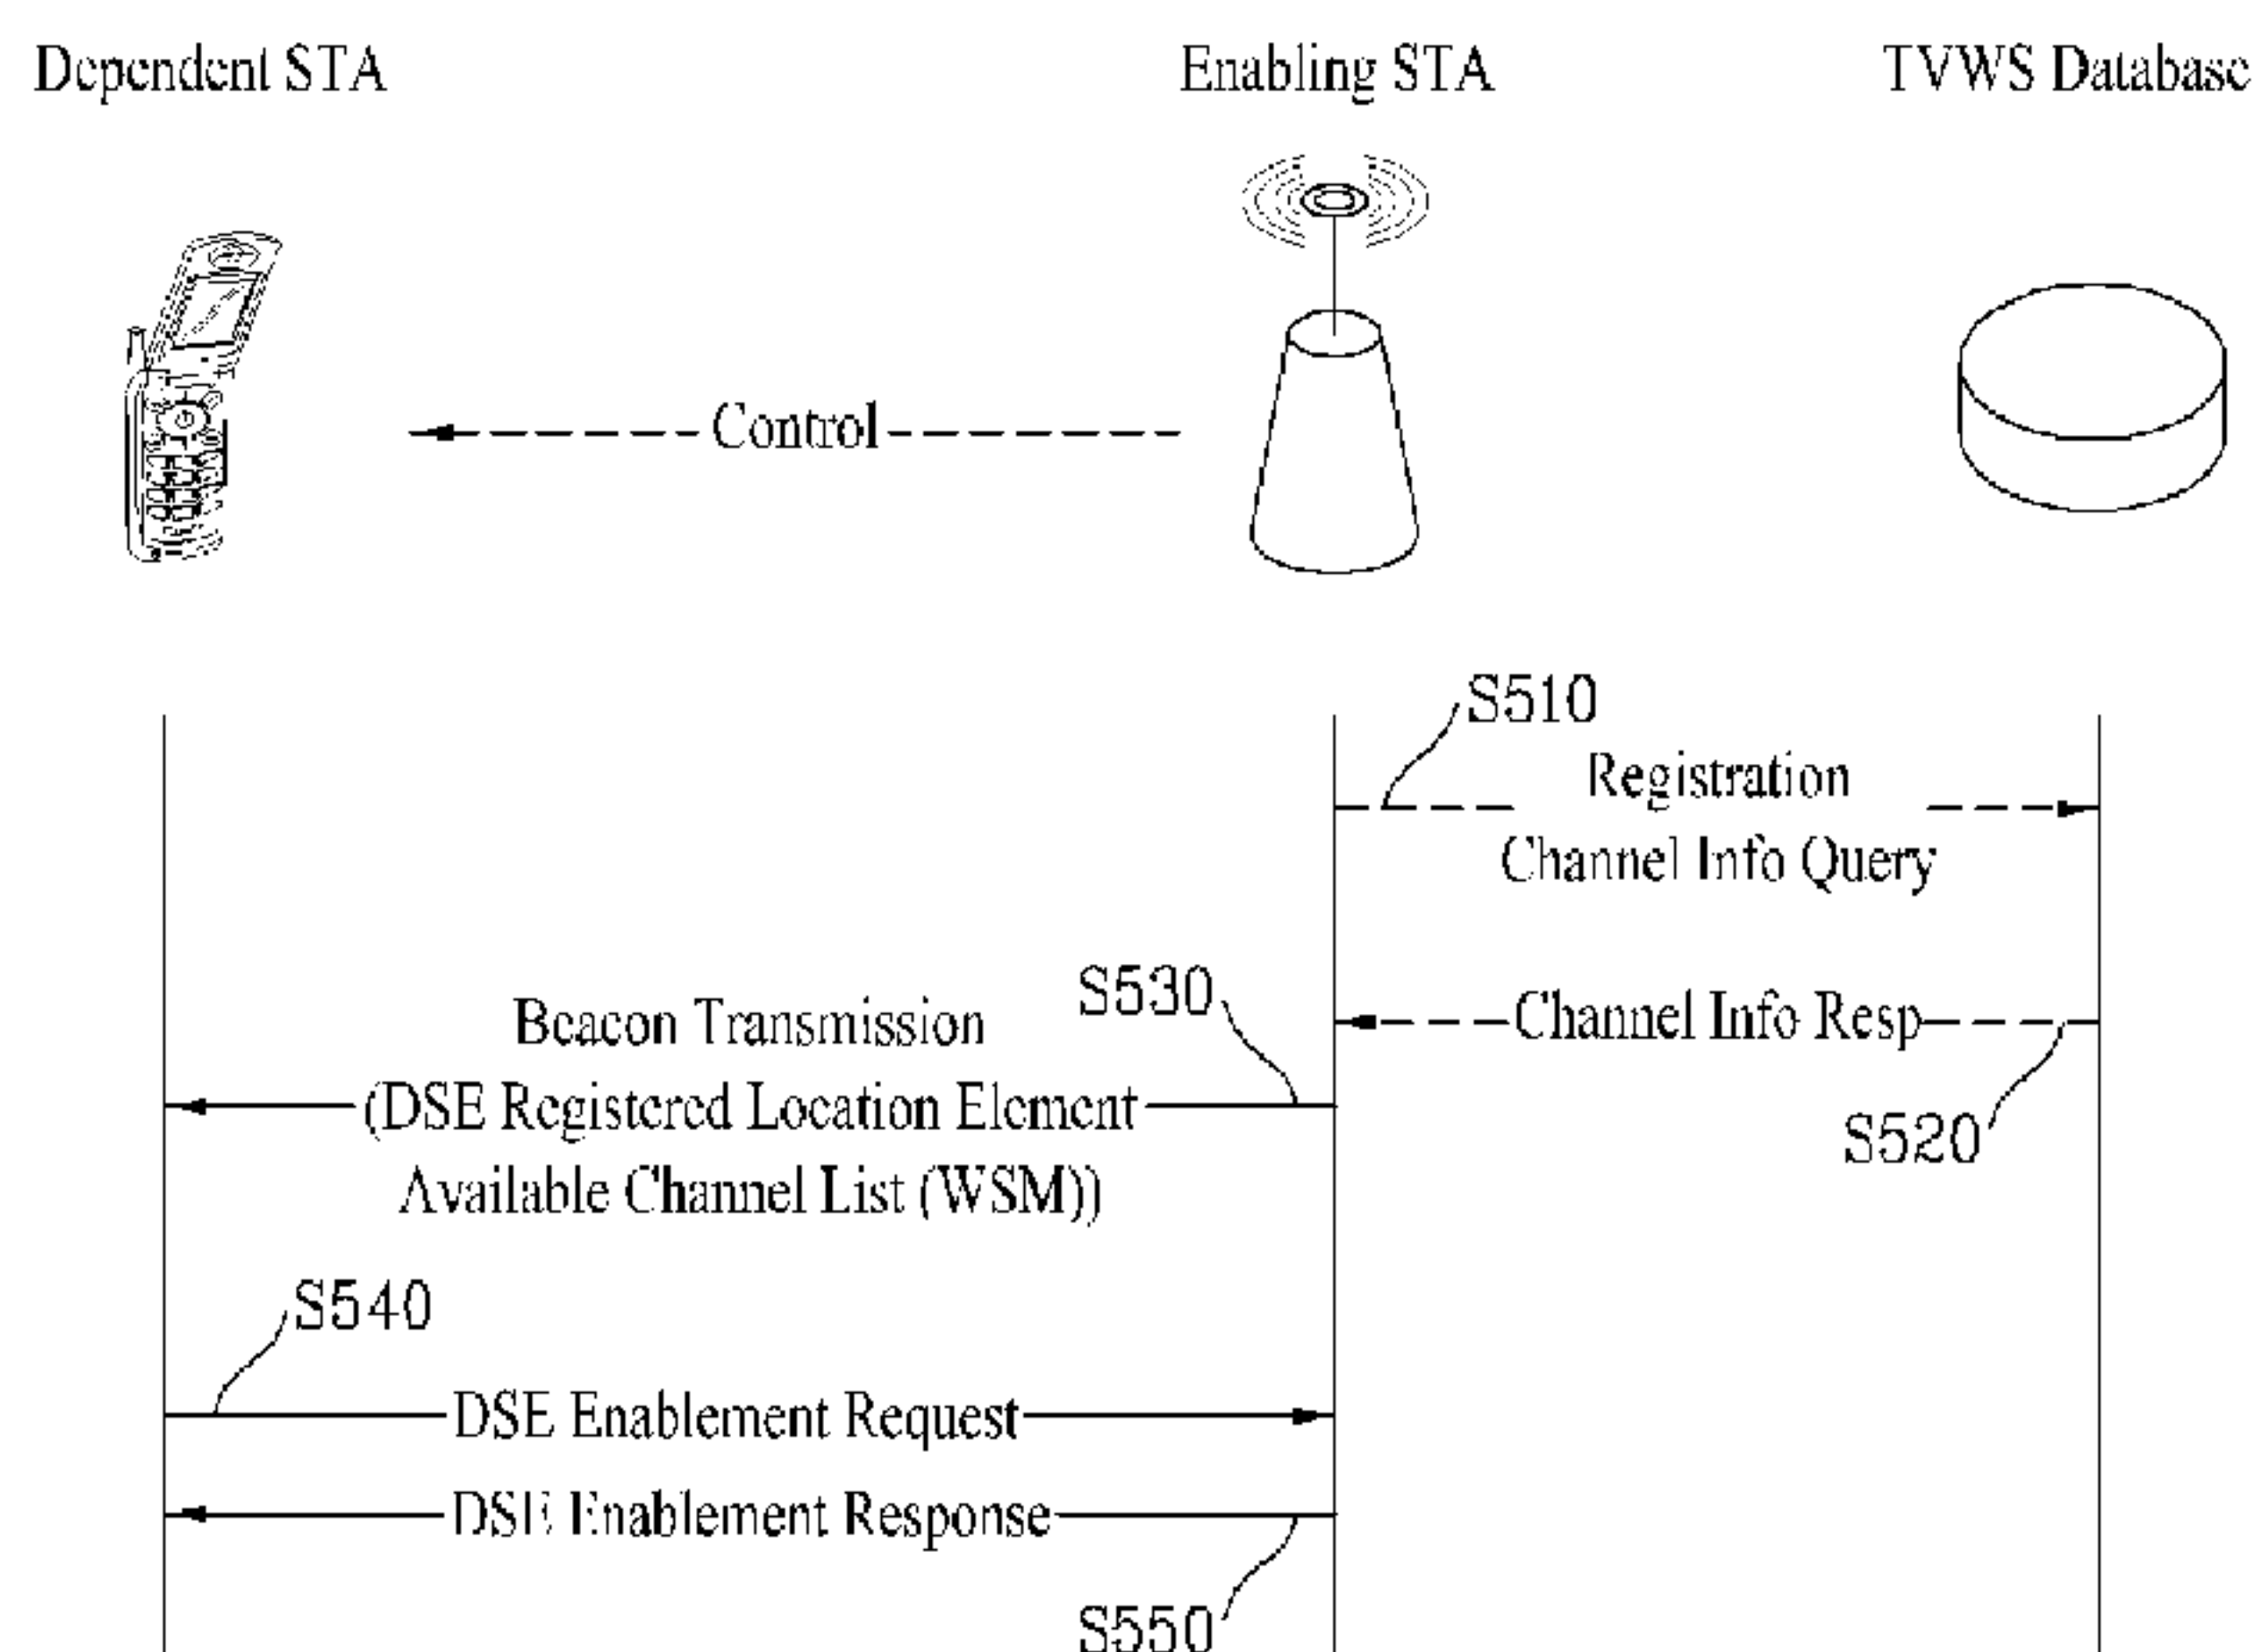 Dependent STA
Enabling STA
TVWS Database
Control
S510
Registration
Channel Info Query
S530
Channel Info Resp
Beacon Transmission
(DSE Registered Location Element
Available Channel List (WSM))
S520
S540
DSE Enablement Request
DSE Enablement Response
S550